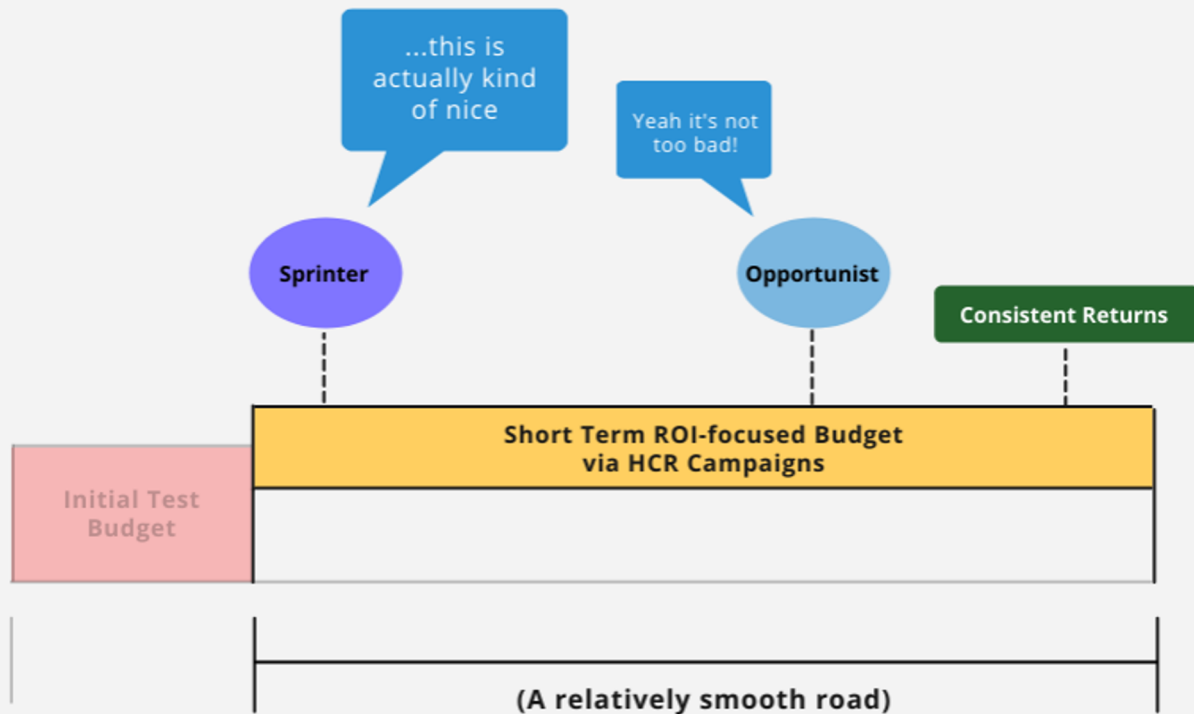 ...this is
actually kind
of nice
Yeah it's not
too bad!
Sprinter
Opportunist
Consistent Returns
Short Term ROI-focused Budget
via HCR Campaigns
Initial Test
Budget
(A relatively smooth road)